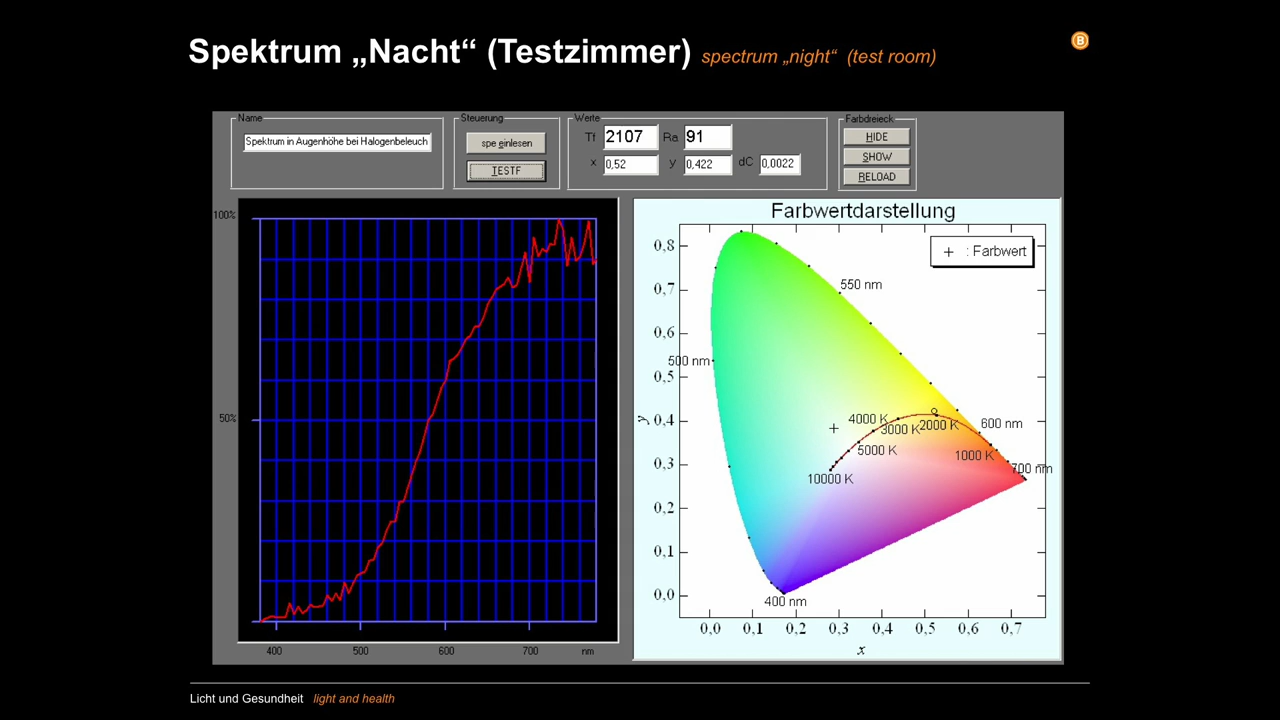 Spektrum „Nacht“ (Testzimmer) spectrum „night“ (test room)
B
Name
Spektrum in Augenhöhe bei Halogenbeleuch
Steuerung
spe einlesen
TESTF
Werte
Tf 2107 Ra 91
x 0,52 y 0,422 dC 0,0022
Farbdreieck
HIDE
SHOW
RELOAD
100%
50%
400 500 600 700 nm
Farbwertdarstellung
+ : Farbwert
0,8
0,7
0,6
0,5
0,4
0,3
0,2
0,1
0,0
y
550 nm
500 nm
4000 K
3000 K
2000 K
600 nm
5000 K
1000 K
700 nm
10000 K
400 nm
0,0 0,1 0,2 0,3 0,4 0,5 0,6 0,7
x
Licht und Gesundheit light and health